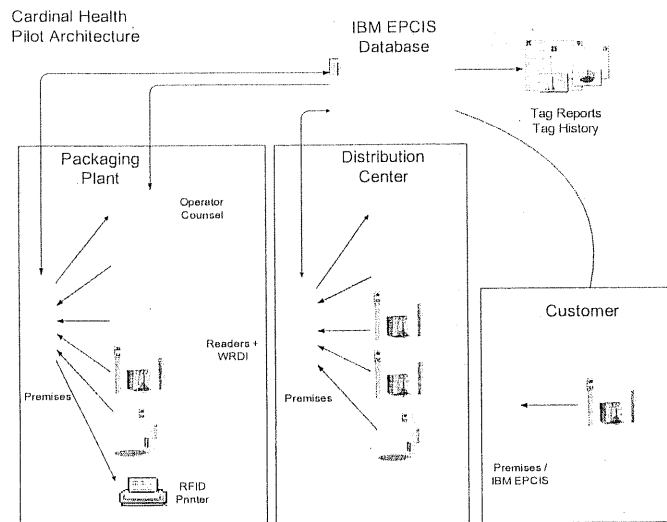 Cardinal Health
Pilot Architecture
IBM EPCIS
Database
Tag Reports
Tag History
Packaging
Plant
Operator
Counsel
Readers +
WRDI
Premises
RFID
Printer
Distribution
Center
Premises
Customer
Premises /
IBM EPCIS